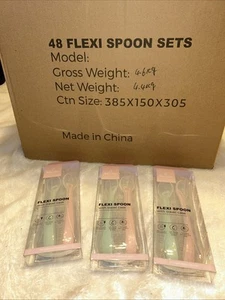 48 FLEXI SPOON SETS
Model:
Gross Weight: 4.6kg
Net Weight: 4.4kg
Ctn Size: 385X150X305
Made in China
FLEXI SPOON
FLEXI SPOON
FLEXI SPOON